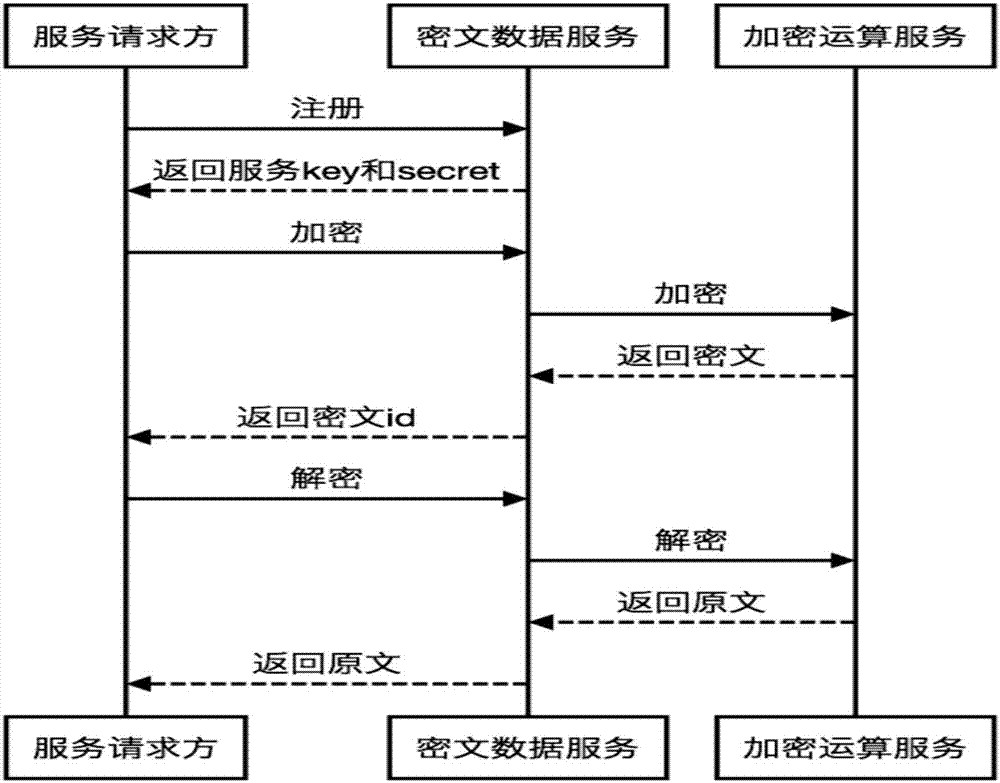 服务请求方 密文数据服务 加密运算服务
注册
返回服务key和secret
加密
加密
返回密文
返回密文id
解密
解密
返回原文
返回原文
服务请求方 密文数据服务 加密运算服务